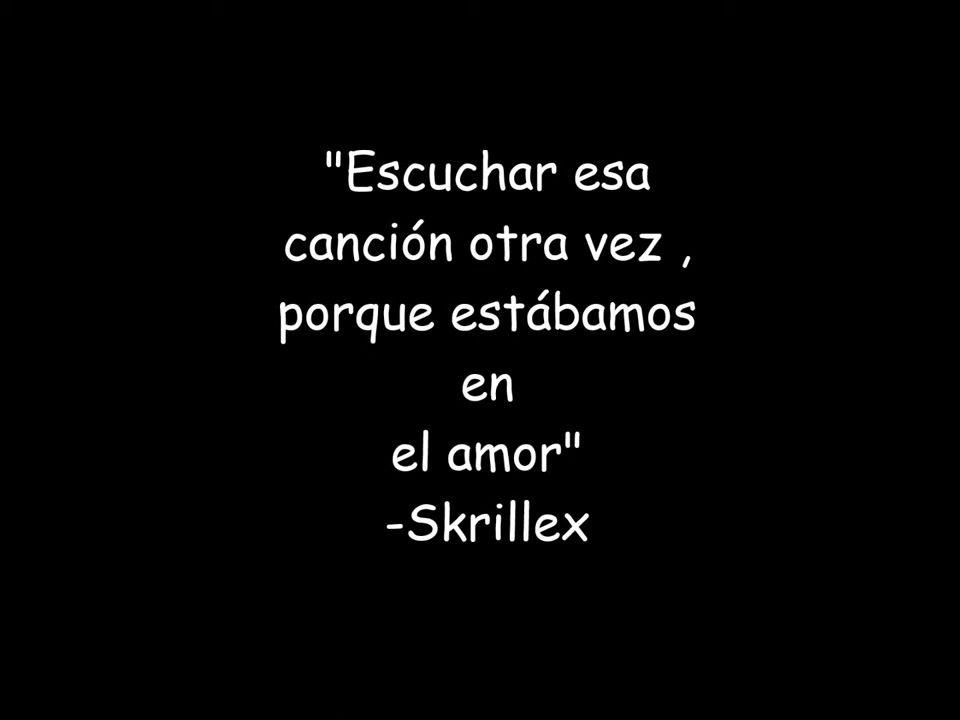 "Escuchar esa
canción otra vez ,
porque estábamos
en
el amor"
-Skrillex